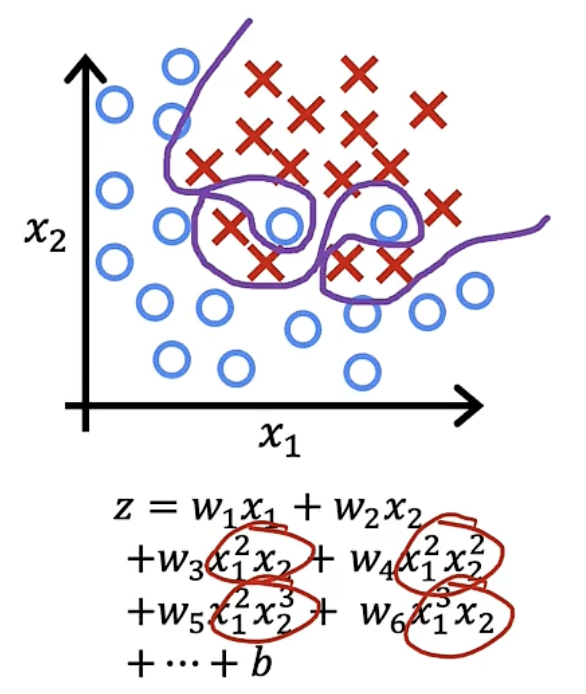 x₂
x₁
z = w₁x₁ + w₂x₂
+w₃x₁²x₂ + w₄x₁²x₂²
+w₅x₁²x₂³ + w₆x₁³x₂
+ ⋯ + b